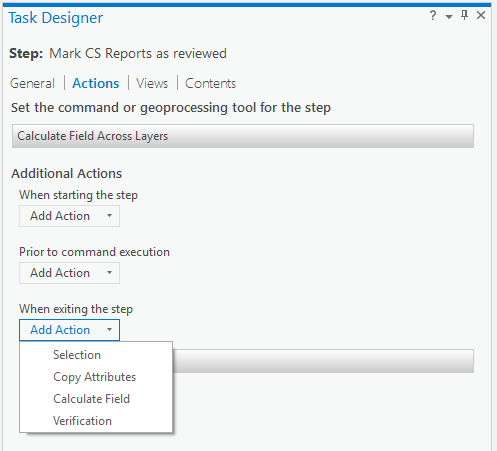 Task Designer ?
Step: Mark CS Reports as reviewed
General Actions Views Contents
Set the command or geoprocessing tool for the step
Calculate Field Across Layers
Additional Actions
When starting the step
Add Action
Prior to command execution
Add Action
When exiting the step
Add Action
Selection
Copy Attributes
Calculate Field
Verification